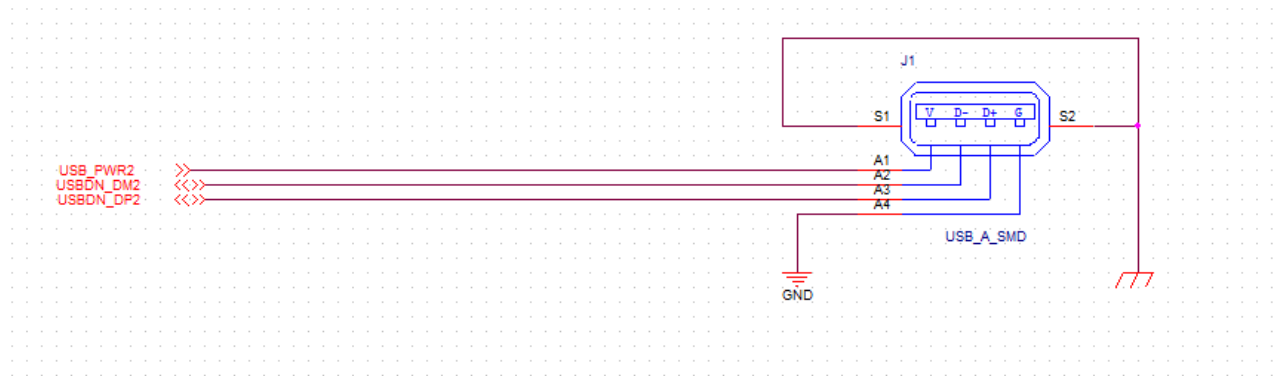 J1
S1
V D- D+ G
S2
USB_PWR2
A1
USBDN_DM2
A2
USBDN_DP2
A3
A4
USB_A_SMD
GND